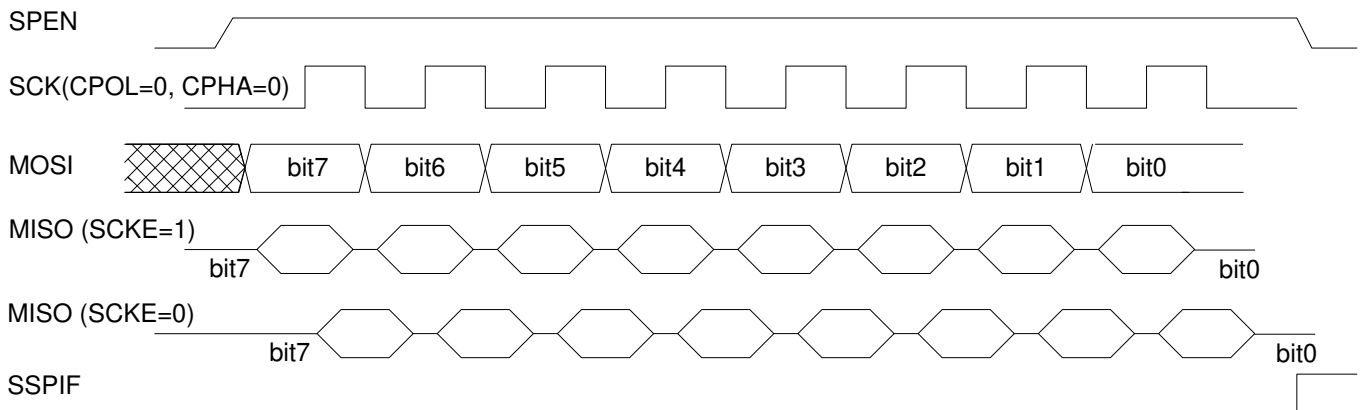 SPEN
SCK(CPOL=0, CPHA=0)
MOSI bit7 bit6 bit5 bit4 bit3 bit2 bit1 bit0
MISO (SCKE=1)
bit7 bit0
MISO (SCKE=0)
bit7 bit0
SSPIF